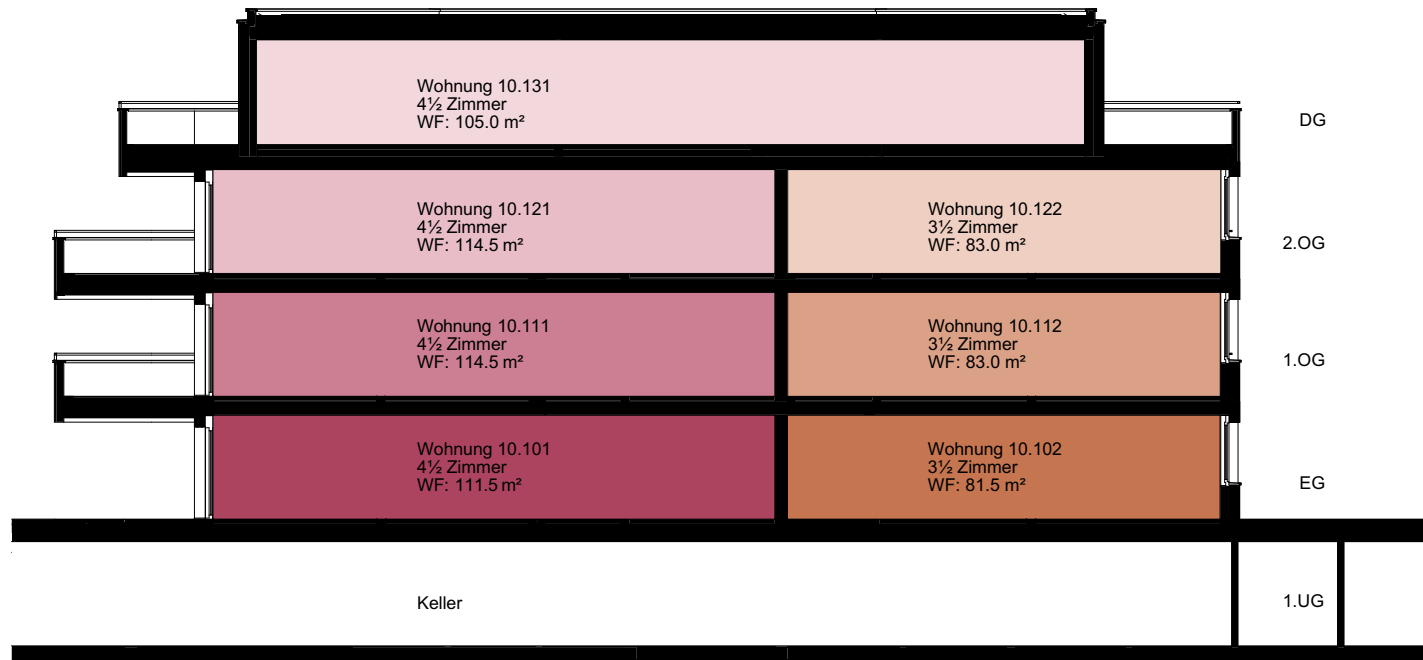 Wohnung 10.131
4½ Zimmer
WF: 105.0 m²
DG
Wohnung 10.121
4½ Zimmer
WF: 114.5 m²
Wohnung 10.122
3½ Zimmer
WF: 83.0 m²
2.OG
Wohnung 10.111
4½ Zimmer
WF: 114.5 m²
Wohnung 10.112
3½ Zimmer
WF: 83.0 m²
1.OG
Wohnung 10.101
4½ Zimmer
WF: 111.5 m²
Wohnung 10.102
3½ Zimmer
WF: 81.5 m²
EG
Keller
1.UG